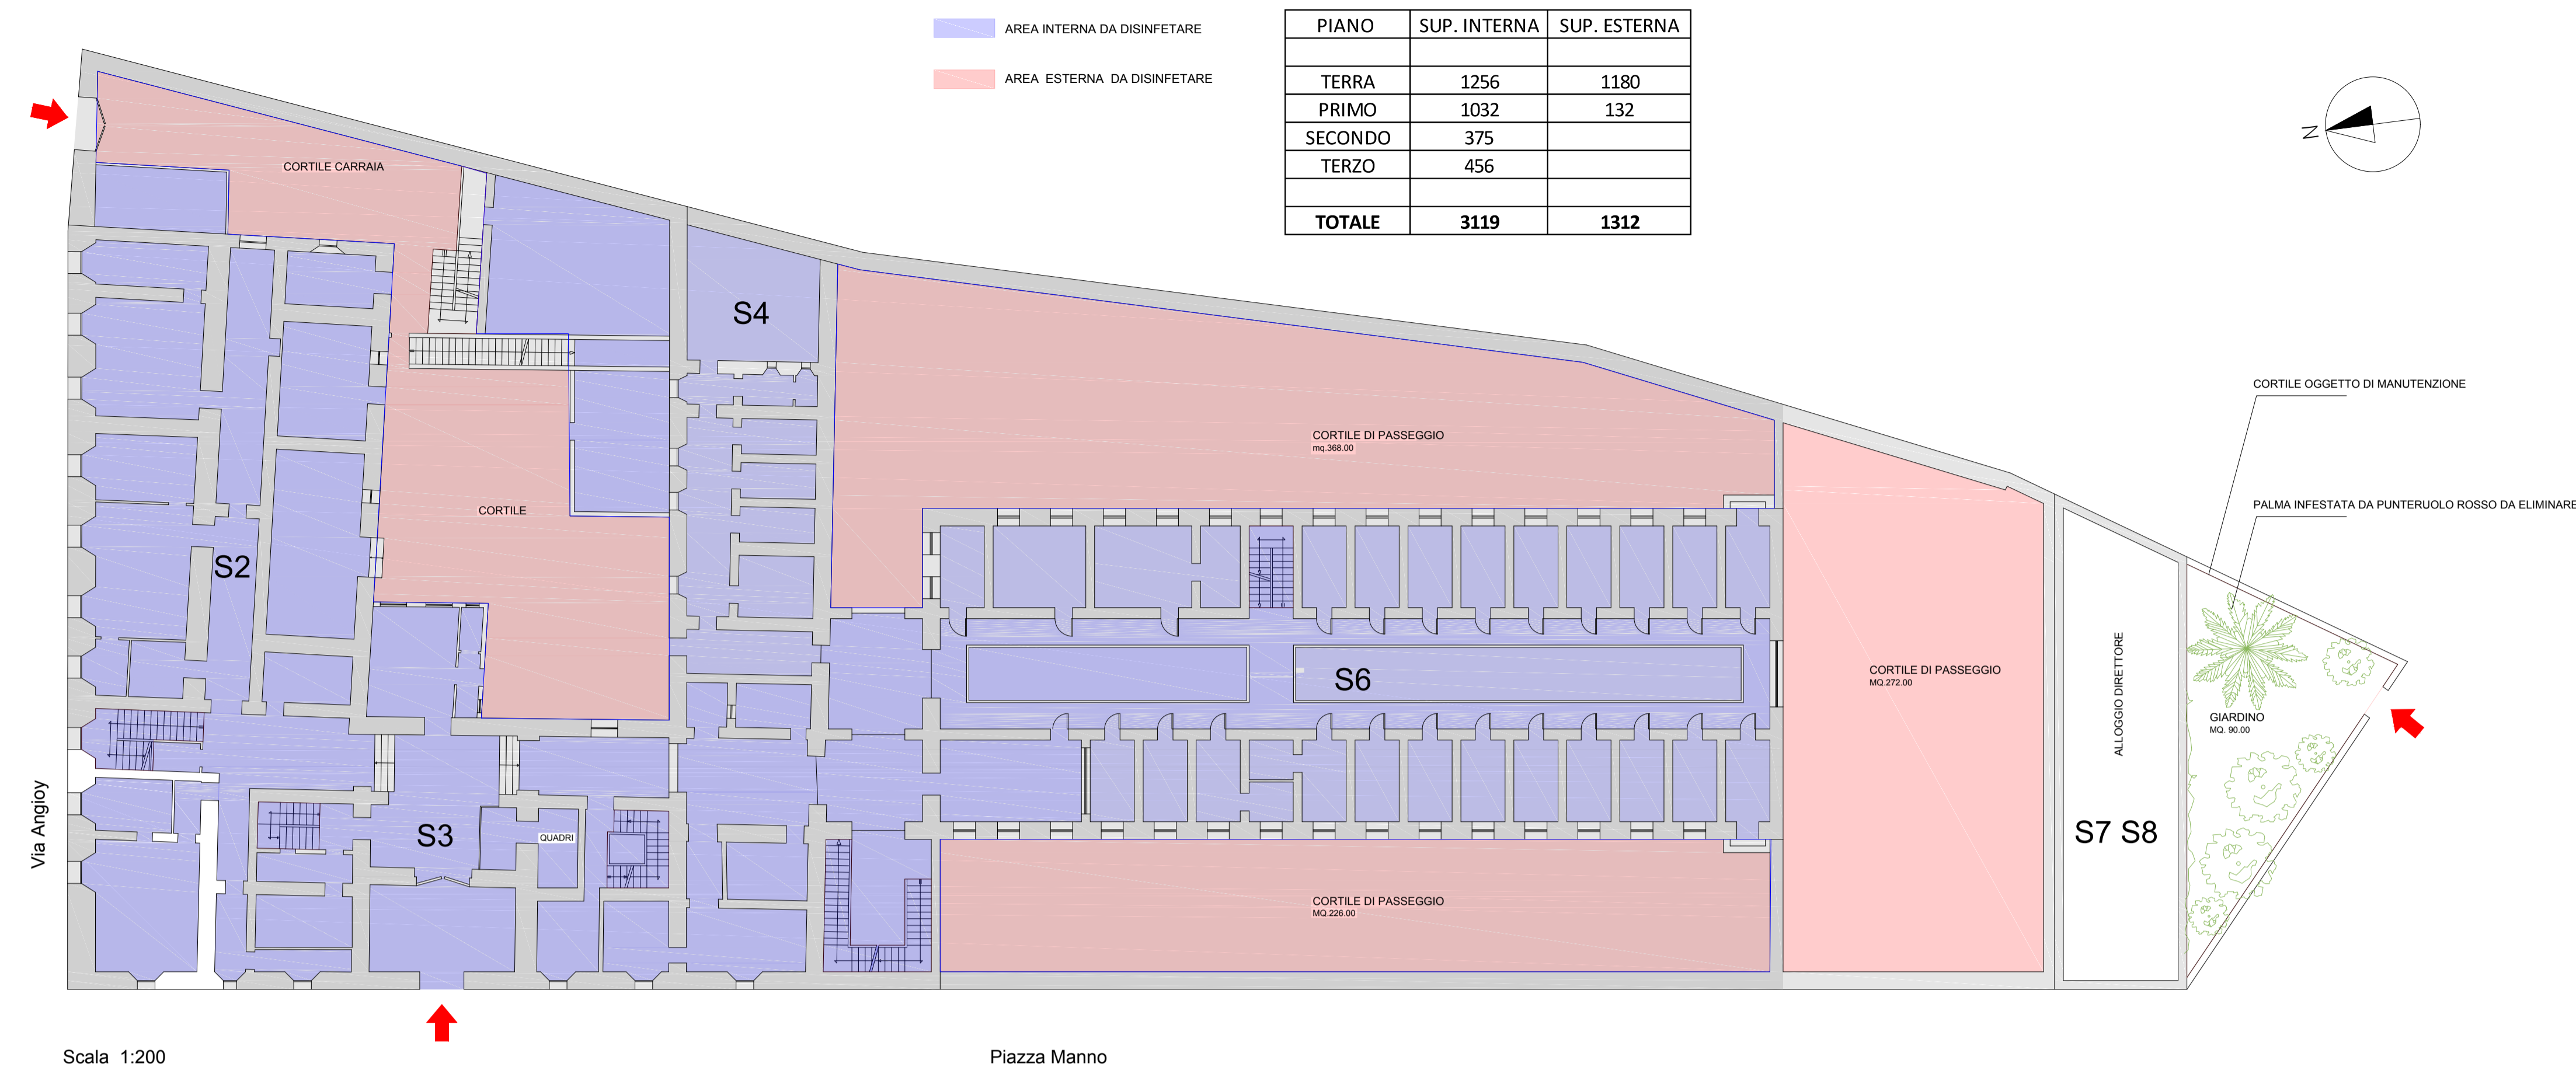 AREA INTERNA DA DISINFETARE
AREA ESTERNA DA DISINFETARE
PIANO SUP. INTERNA SUP. ESTERNA
TERRA 1256 1180
PRIMO 1032 132
SECONDO 375
TERZO 456
TOTALE 3119 1312
N
CORTILE CARRAIA
S4
CORTILE OGGETTO DI MANUTENZIONE
CORTILE DI PASSEGGIO
mq.368.00
PALMA INFESTATA DA PUNTERUOLO ROSSO DA ELIMINARE
CORTILE
S2
S6
CORTILE DI PASSEGGIO
MQ.272.00
ALLOGGIO DIRETTORE
GIARDINO
MQ. 90.00
Via Angioy
S3
QUADRI
S7 S8
CORTILE DI PASSEGGIO
MQ.226.00
Scala 1:200
Piazza Manno